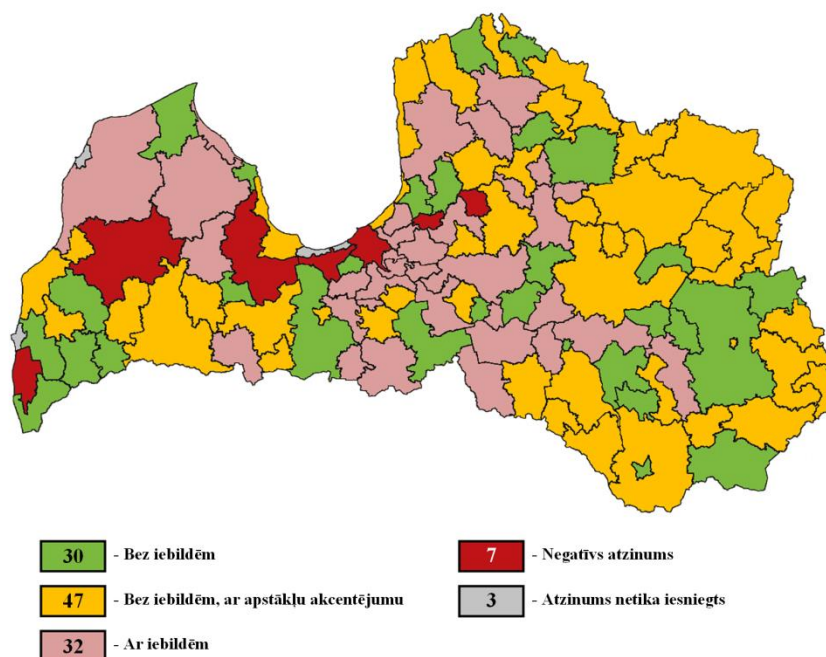 30 - Bez iebildēm
47 - Bez iebildēm, ar apstākļu akcentējumu
32 - Ar iebildēm
7 - Negatīvs atzinums
3 - Atzinums netika iesniegts